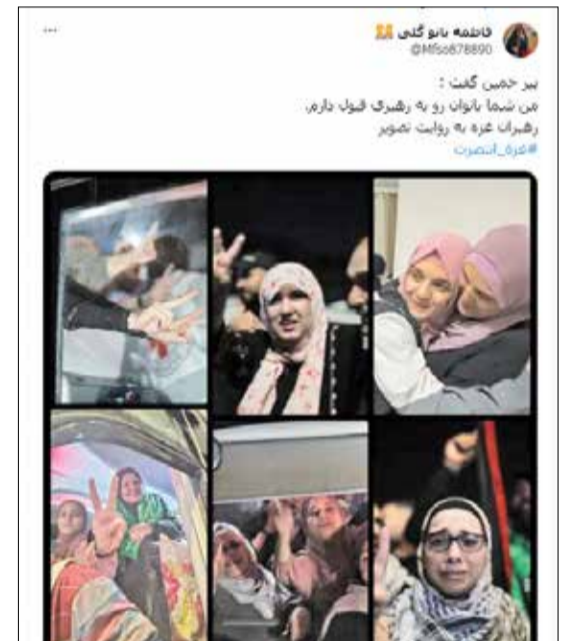 فاطمه بانو گلی
@Mfso878890
پیر خمین گفت :
من شما بانوان رو به رهبری قبول دارم.
رهبران غزه به روایت تصویر
#غزة_انتصرت